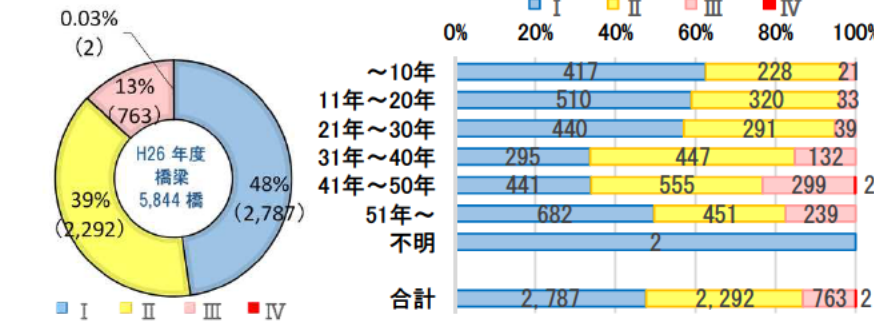 0.03%
(2)
13%
(763)
H26 年度
橋梁
5,844 橋
48%
(2,787)
39%
(2,292)
Ⅰ Ⅱ Ⅲ Ⅳ
Ⅰ Ⅱ Ⅲ Ⅳ
0% 20% 40% 60% 80% 100%
～10年 417 228 21
11年～20年 510 320 33
21年～30年 440 291 39
31年～40年 295 447 132
41年～50年 441 555 299 2
51年～ 682 451 239
不明 2
合計 2,787 2,292 763 2